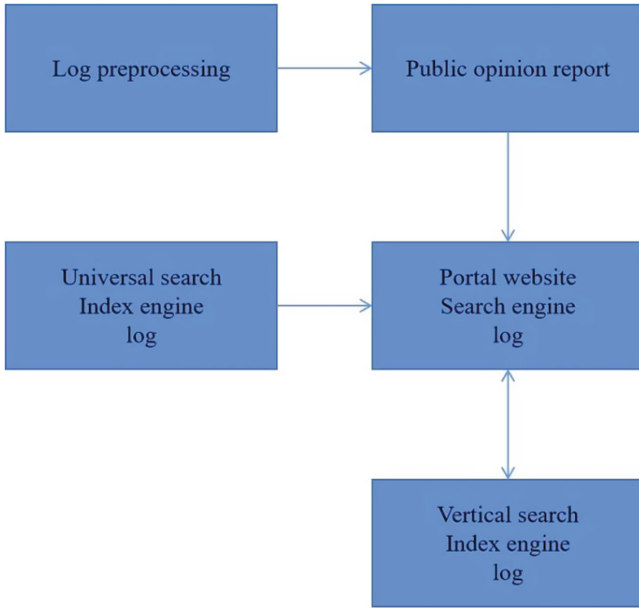 Log preprocessing
Public opinion report
Universal search
Index engine
log
Portal website
Search engine
log
Vertical search
Index engine
log